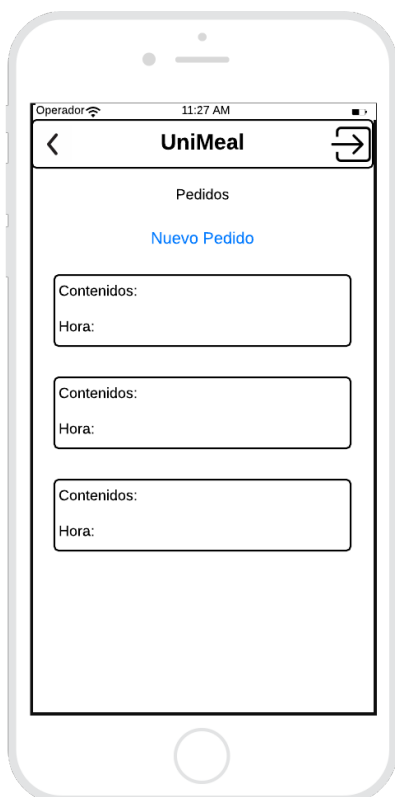 Operador 11:27 AM
UniMeal
Pedidos
Nuevo Pedido
Contenidos:
Hora:
Contenidos:
Hora:
Contenidos:
Hora: